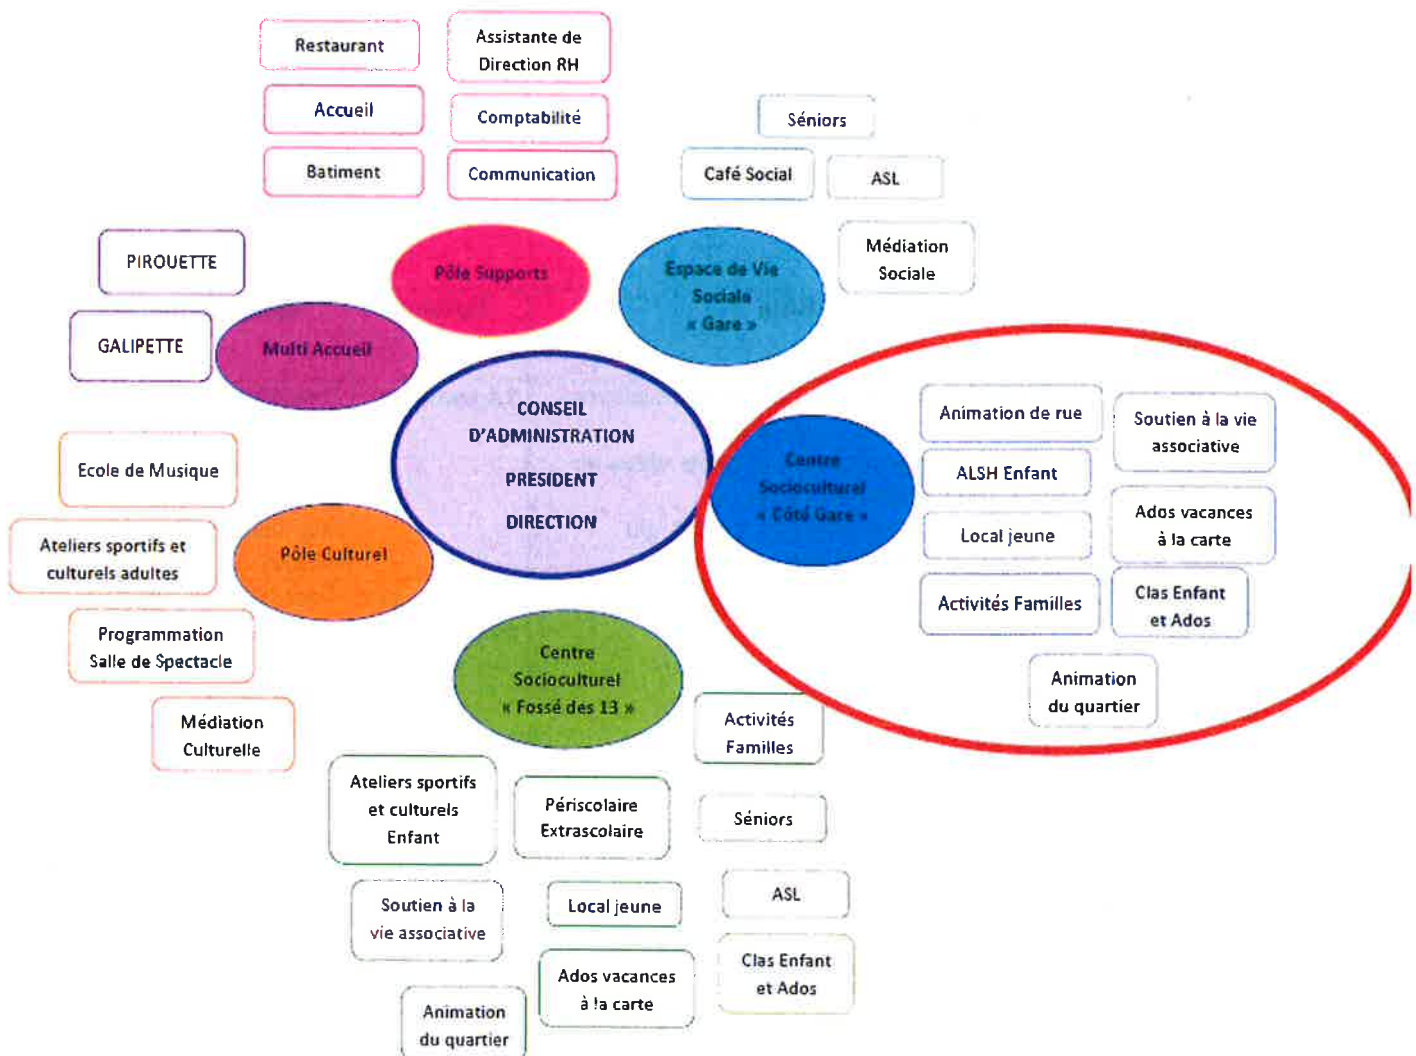 Restaurant
Assistante de
Direction RH
Accueil
Comptabilité
Batiment
Communication
Séniors
Café Social
ASL
Médiation
Sociale
PIROUETTE
GALIPETTE
Pôle Supports
Espace de Vie
Sociale
« Gare »
Multi Accueil
CONSEIL
D'ADMINISTRATION
PRESIDENT
DIRECTION
Centre
Socioculturel
« Côté Gare »
Animation de rue
Soutien à la vie
associative
ALSH Enfant
Local jeune
Ados vacances
à la carte
Activités Familles
Clas Enfant
et Ados
Animation
du quartier
Ecole de Musique
Ateliers sportifs et
culturels adultes
Pôle Culturel
Programmation
Salle de Spectacle
Médiation
Culturelle
Centre
Socioculturel
« Fossé des 13 »
Activités
Familles
Ateliers sportifs
et culturels
Enfant
Périscolaire
Extrascolaire
Séniors
Soutien à la
vie associative
Local jeune
ASL
Ados vacances
à la carte
Clas Enfant
et Ados
Animation
du quartier